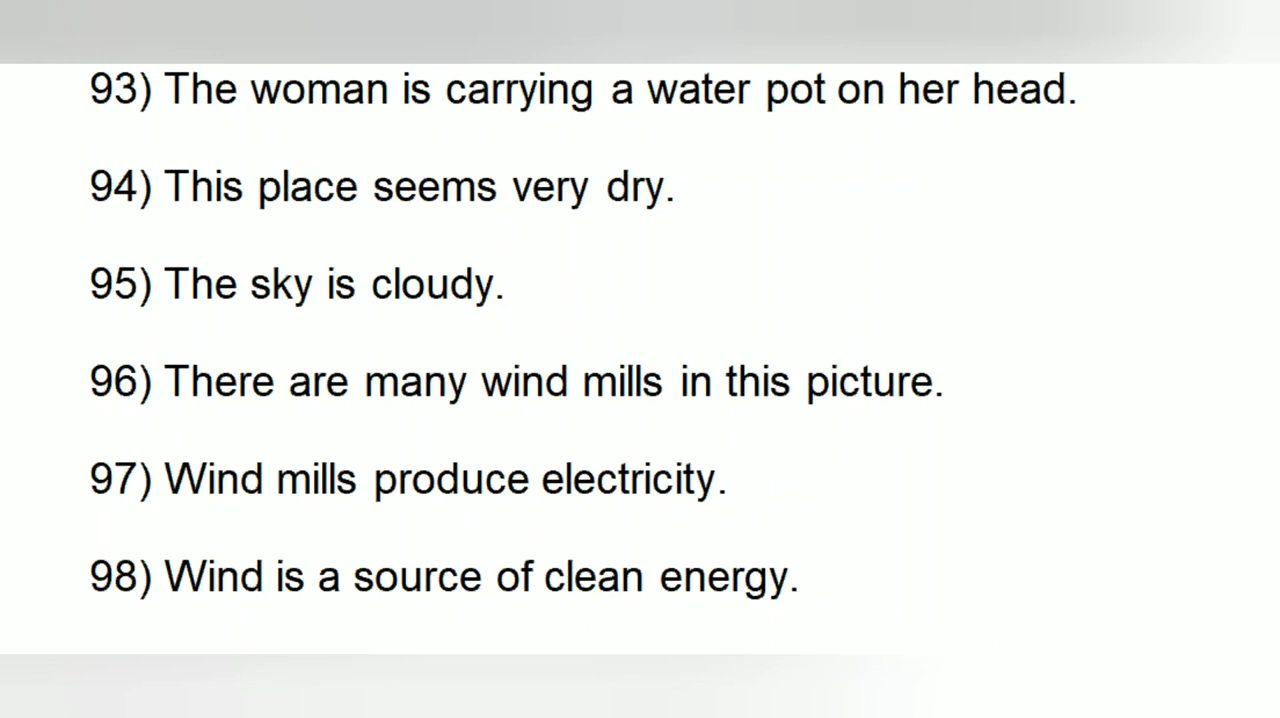 93) The woman is carrying a water pot on her head.
94) This place seems very dry.
95) The sky is cloudy.
96) There are many wind mills in this picture.
97) Wind mills produce electricity.
98) Wind is a source of clean energy.